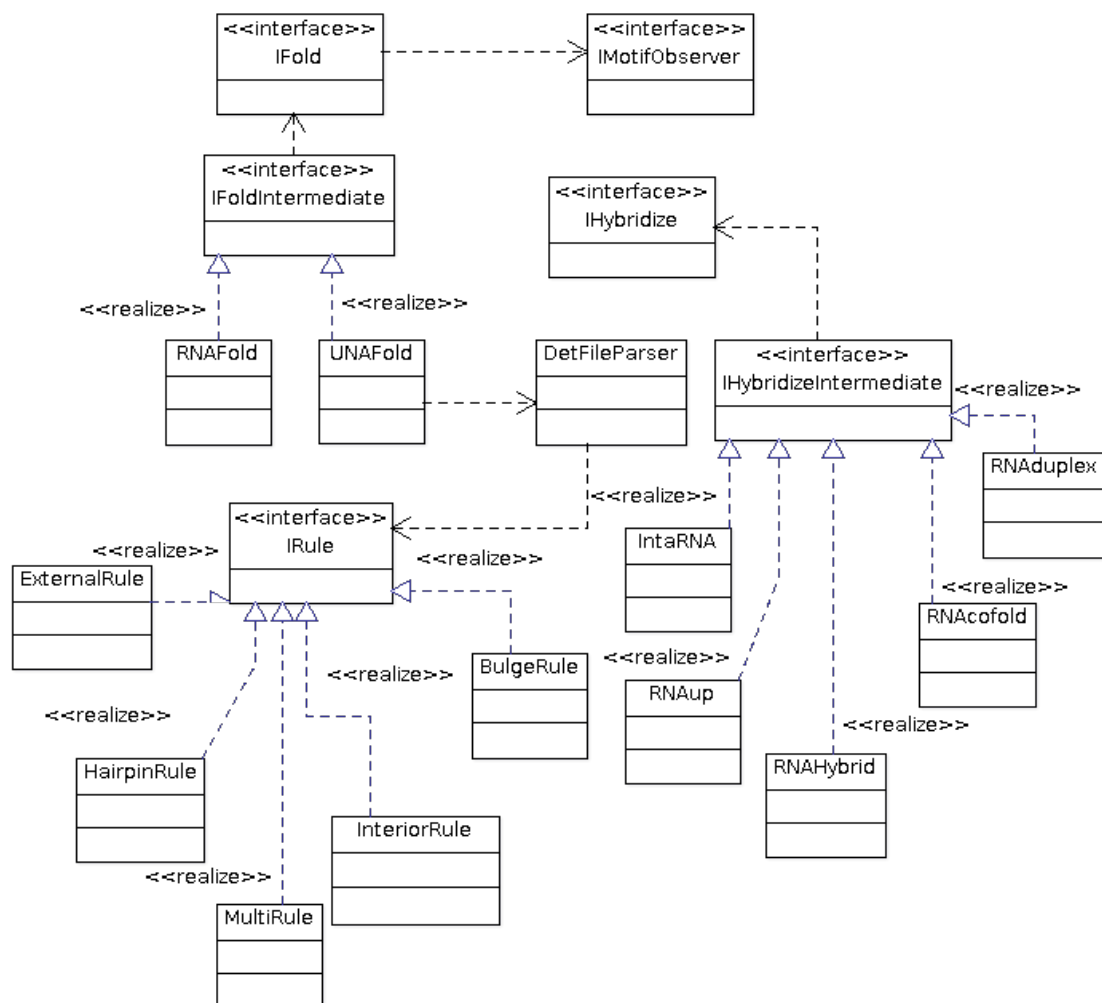 <<interface>>
IFold
<<interface>>
IMotifObserver
<<interface>>
IFoldIntermediate
<<interface>>
IHybridize
<<realize>>
<<realize>>
RNAFold
UNAFold
DetFileParser
<<interface>>
IHybridizeIntermediate
<<realize>>
RNAduplex
<<realize>>
<<interface>>
IRule
IntaRNA
<<realize>>
<<realize>>
ExternalRule
<<realize>>
RNAcofold
BulgeRule
<<realize>>
<<realize>>
RNAup
<<realize>>
<<realize>>
HairpinRule
RNAHybrid
InteriorRule
<<realize>>
MultiRule